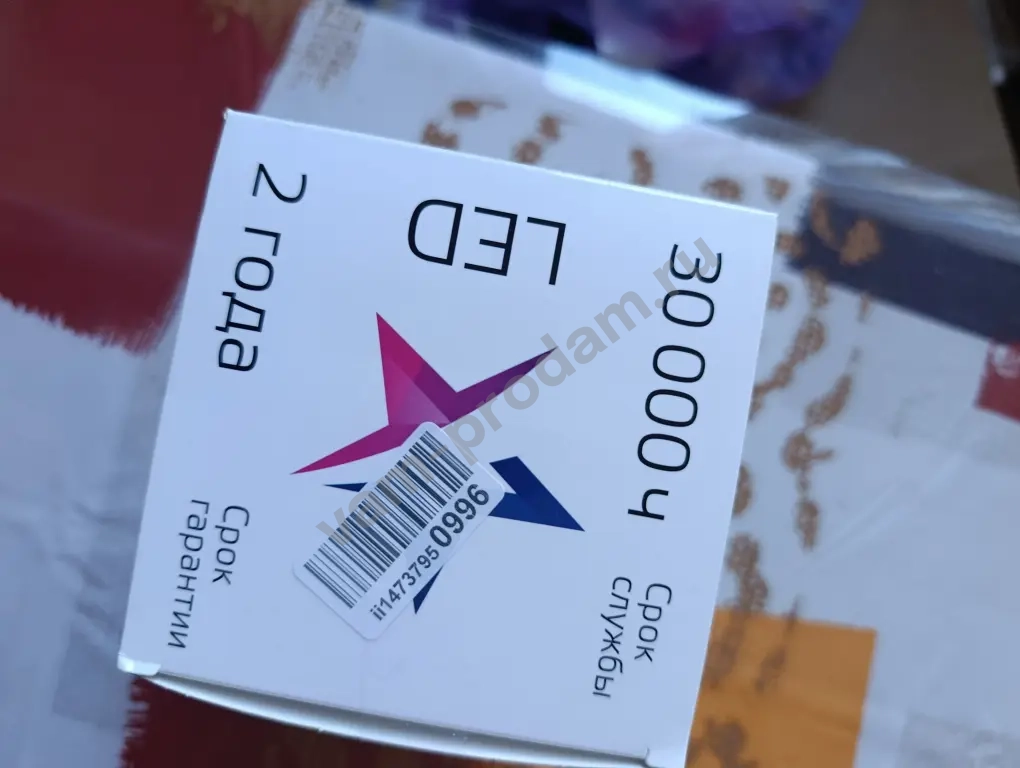 LED
30 000 ч
Срок
службы
2 года
Срок
гарантии
ii1473795 0996